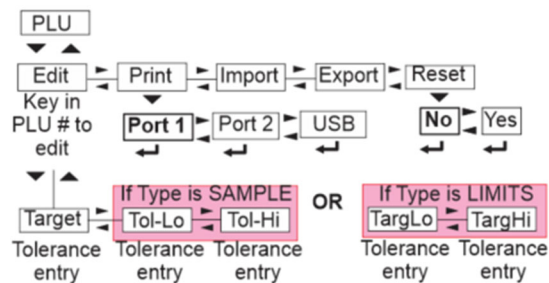 PLU
Edit Print Import Export Reset
Key in
PLU # to
edit
Port 1 Port 2 USB No Yes
If Type is SAMPLE OR If Type is LIMITS
Target Tol-Lo Tol-Hi TargLo TargHi
Tolerance Tolerance Tolerance Tolerance Tolerance
entry entry entry entry entry